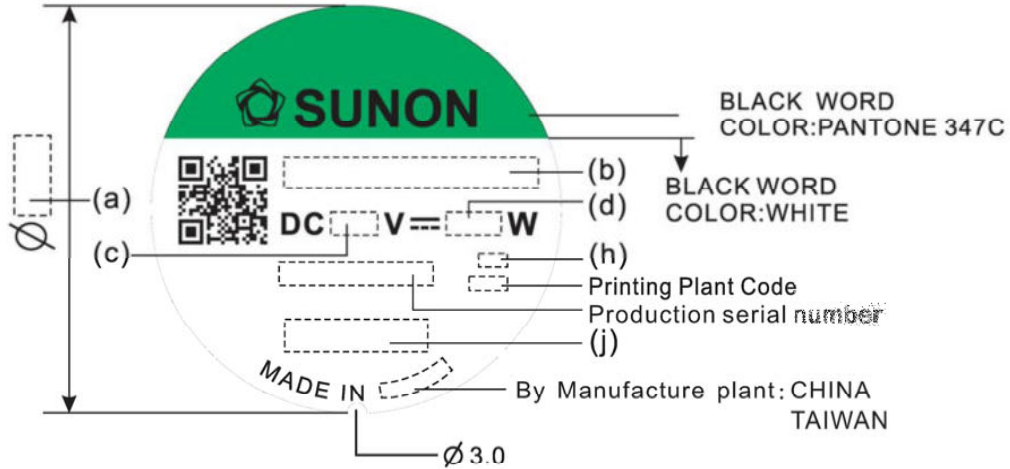 SUNON
BLACK WORD
COLOR:PANTONE 347C
(a)
Ø
(b)
BLACK WORD
COLOR:WHITE
(d)
DC V⎓ W
(c)
(h)
Printing Plant Code
Production serial number
(j)
MADE IN
By Manufacture plant: CHINA
TAIWAN
Ø 3.0